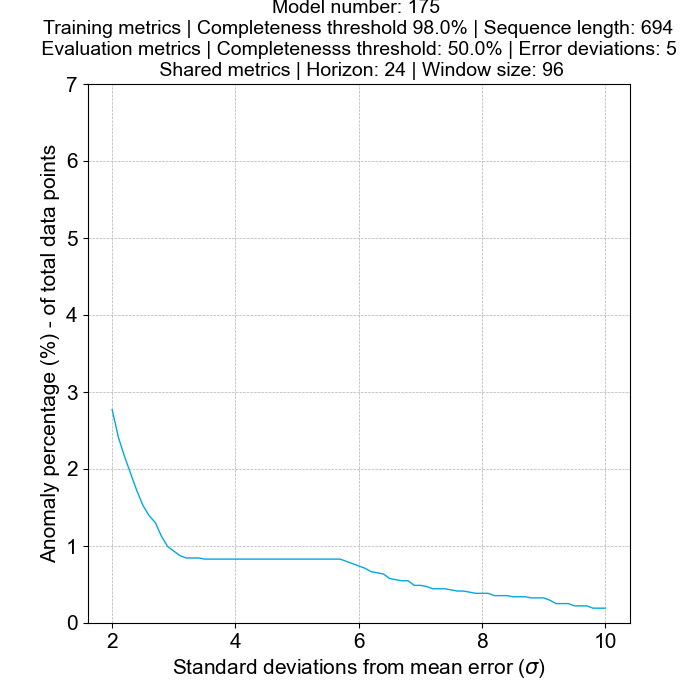 Model number: 175
Training metrics | Completeness threshold 98.0% | Sequence length: 694
Evaluation metrics | Completenesss threshold: 50.0% | Error deviations: 5
Shared metrics | Horizon: 24 | Window size: 96
7
6
5
4
3
2
1
0
Anomaly percentage (%) - of total data points
2 4 6 8 10
Standard deviations from mean error (σ)